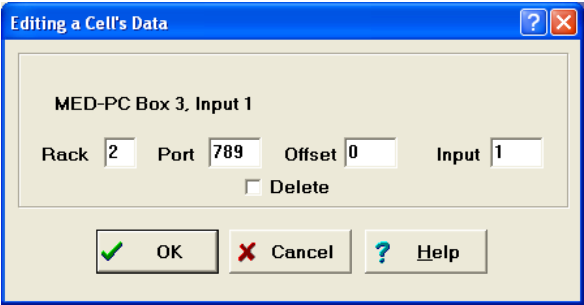 Editing a Cell's Data
MED-PC Box 3, Input 1
Rack 2 Port 789 Offset 0 Input 1
Delete
OK Cancel ? Help